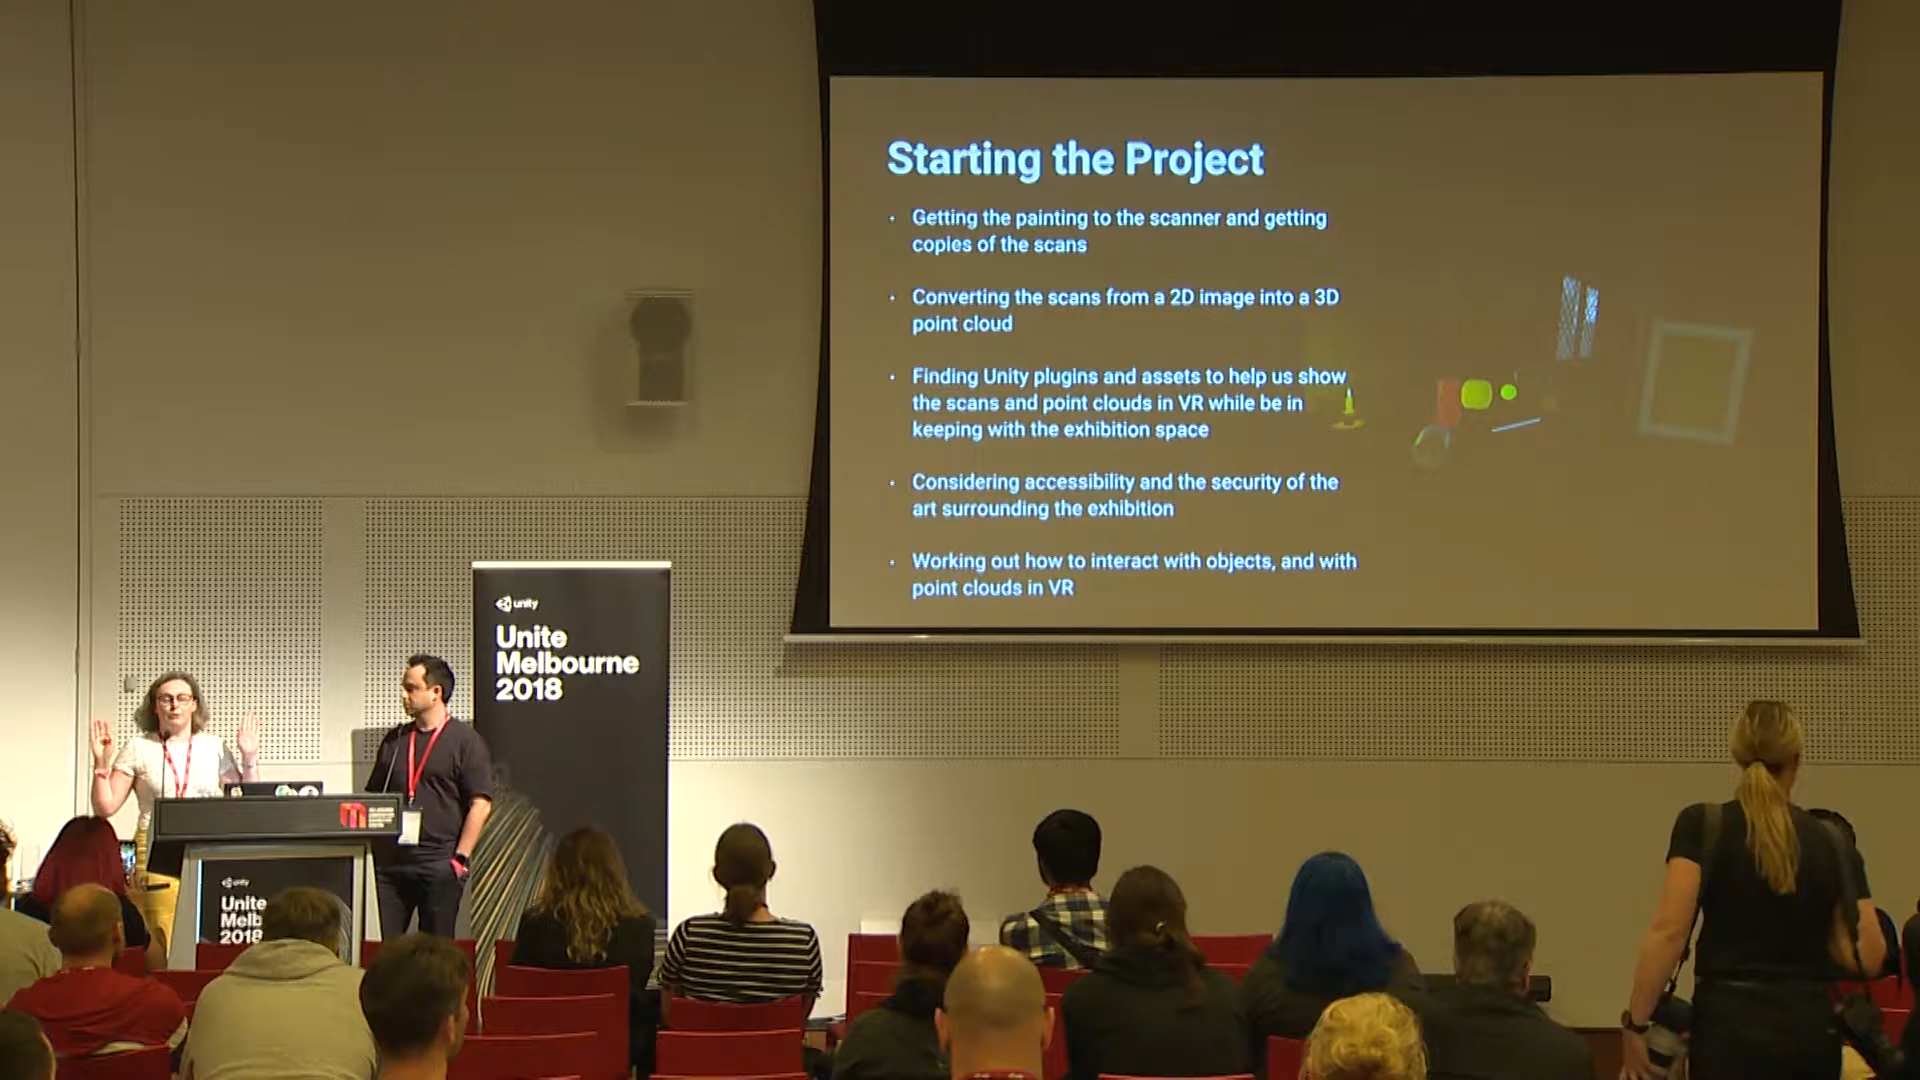 Starting the Project
· Getting the painting to the scanner and getting
copies of the scans
· Converting the scans from a 2D image into a 3D
point cloud
· Finding Unity plugins and assets to help us show
the scans and point clouds in VR while be in
keeping with the exhibition space
· Considering accessibility and the security of the
art surrounding the exhibition
· Working out how to interact with objects, and with
point clouds in VR
unity
Unite
Melbourne
2018
unity
Unite
Melb
2018